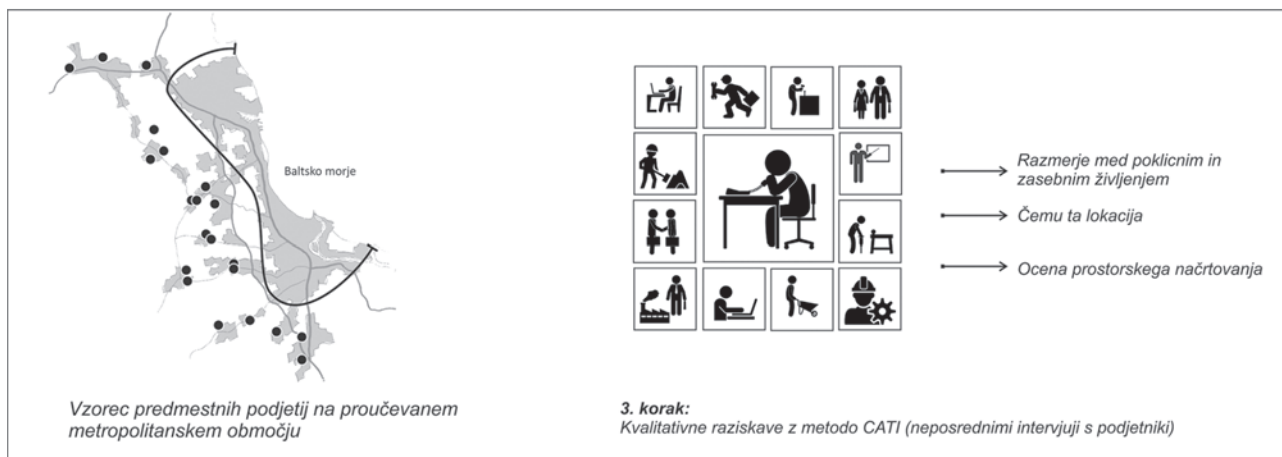 Baltsko morje
Vzorec predmestnih podjetij na proučevanem
metropolitanskem območju
Razmerje med poklicnim in
zasebnim življenjem
Čemu ta lokacija
Ocena prostorskega načrtovanja
3. korak:
Kvalitativne raziskave z metodo CATI (neposrednimi intervjuji s podjetniki)